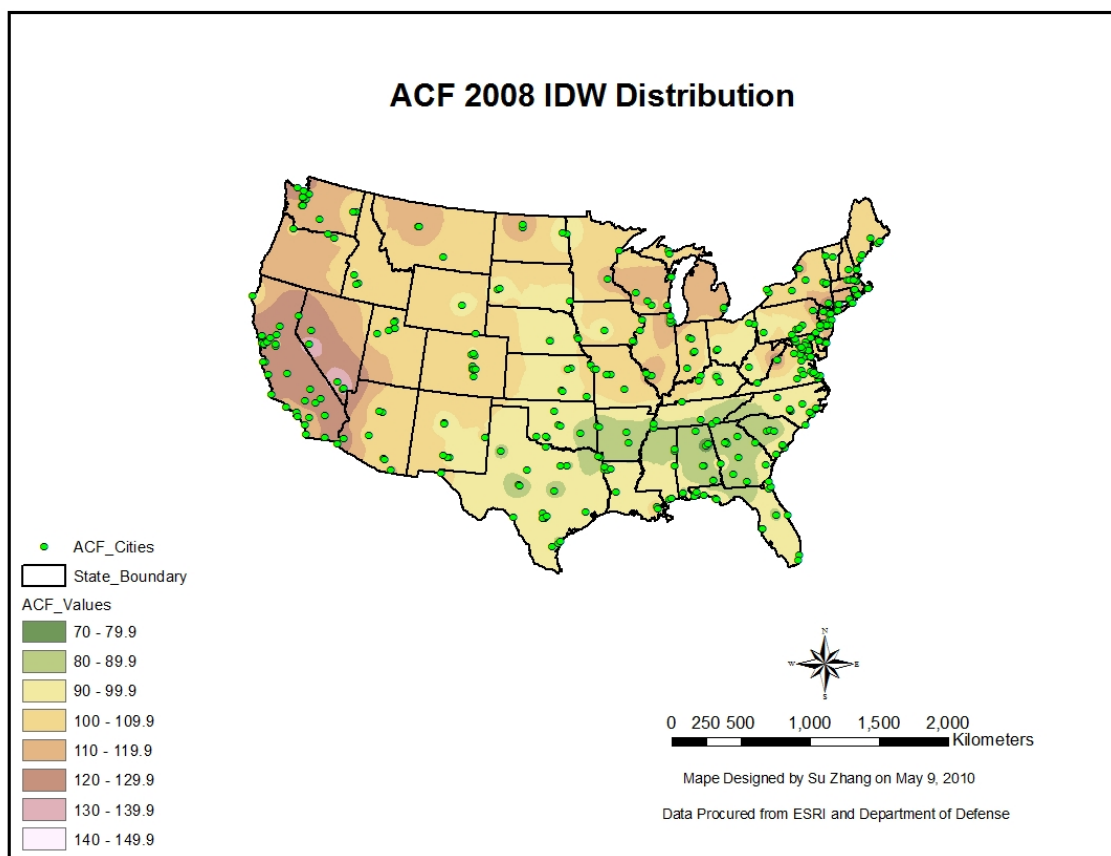 ACF 2008 IDW Distribution
ACF_Cities
State_Boundary
ACF_Values
70 - 79.9
80 - 89.9
90 - 99.9
100 - 109.9
110 - 119.9
120 - 129.9
130 - 139.9
140 - 149.9
N
W E
S
0 250 500 1,000 1,500 2,000
Kilometers
Mape Designed by Su Zhang on May 9, 2010
Data Procured from ESRI and Department of Defense